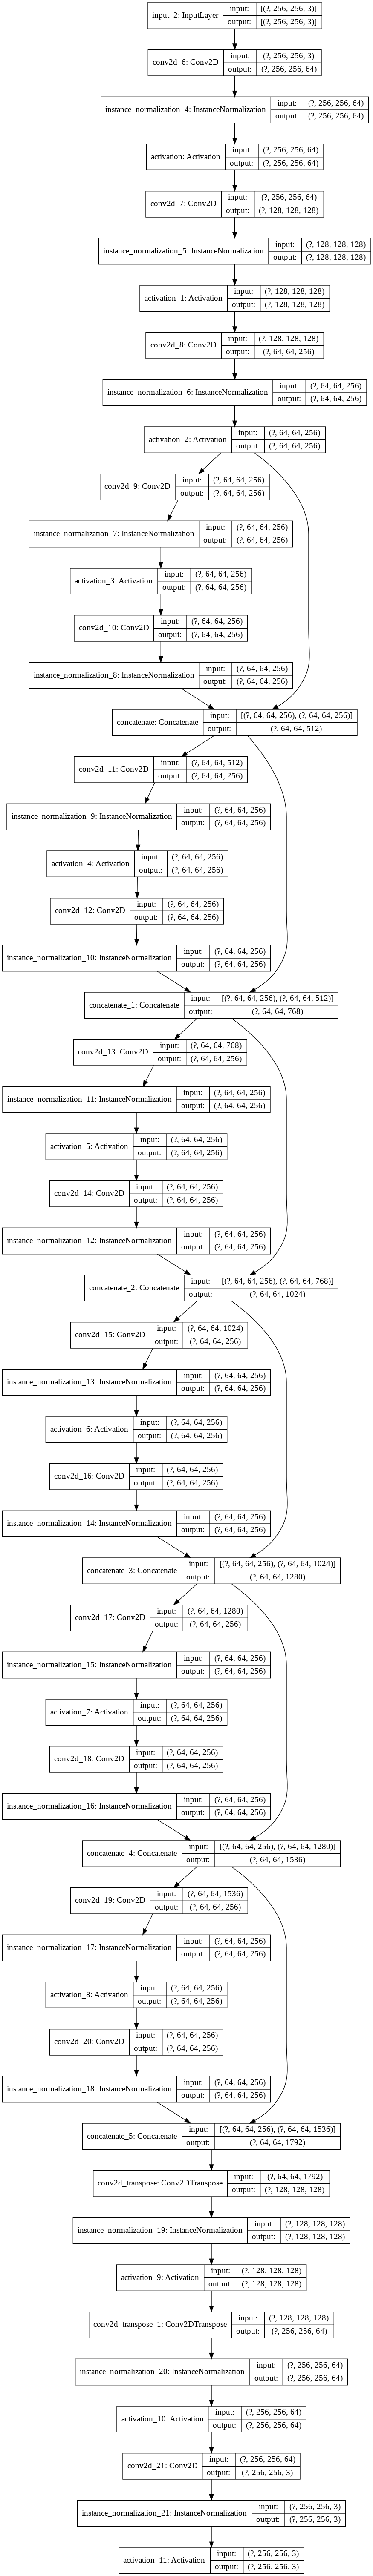 input_2: InputLayer input: [(?, 256, 256, 3)]
output: [(?, 256, 256, 3)]
conv2d_6: Conv2D input: (?, 256, 256, 3)
output: (?, 256, 256, 64)
instance_normalization_4: InstanceNormalization input: (?, 256, 256, 64)
output: (?, 256, 256, 64)
activation: Activation input: (?, 256, 256, 64)
output: (?, 256, 256, 64)
conv2d_7: Conv2D input: (?, 256, 256, 64)
output: (?, 128, 128, 128)
instance_normalization_5: InstanceNormalization input: (?, 128, 128, 128)
output: (?, 128, 128, 128)
activation_1: Activation input: (?, 128, 128, 128)
output: (?, 128, 128, 128)
conv2d_8: Conv2D input: (?, 128, 128, 128)
output: (?, 64, 64, 256)
instance_normalization_6: InstanceNormalization input: (?, 64, 64, 256)
output: (?, 64, 64, 256)
activation_2: Activation input: (?, 64, 64, 256)
output: (?, 64, 64, 256)
conv2d_9: Conv2D input: (?, 64, 64, 256)
output: (?, 64, 64, 256)
instance_normalization_7: InstanceNormalization input: (?, 64, 64, 256)
output: (?, 64, 64, 256)
activation_3: Activation input: (?, 64, 64, 256)
output: (?, 64, 64, 256)
conv2d_10: Conv2D input: (?, 64, 64, 256)
output: (?, 64, 64, 256)
instance_normalization_8: InstanceNormalization input: (?, 64, 64, 256)
output: (?, 64, 64, 256)
concatenate: Concatenate input: [(?, 64, 64, 256), (?, 64, 64, 256)]
output: (?, 64, 64, 512)
conv2d_11: Conv2D input: (?, 64, 64, 512)
output: (?, 64, 64, 256)
instance_normalization_9: InstanceNormalization input: (?, 64, 64, 256)
output: (?, 64, 64, 256)
activation_4: Activation input: (?, 64, 64, 256)
output: (?, 64, 64, 256)
conv2d_12: Conv2D input: (?, 64, 64, 256)
output: (?, 64, 64, 256)
instance_normalization_10: InstanceNormalization input: (?, 64, 64, 256)
output: (?, 64, 64, 256)
concatenate_1: Concatenate input: [(?, 64, 64, 256), (?, 64, 64, 512)]
output: (?, 64, 64, 768)
conv2d_13: Conv2D input: (?, 64, 64, 768)
output: (?, 64, 64, 256)
instance_normalization_11: InstanceNormalization input: (?, 64, 64, 256)
output: (?, 64, 64, 256)
activation_5: Activation input: (?, 64, 64, 256)
output: (?, 64, 64, 256)
conv2d_14: Conv2D input: (?, 64, 64, 256)
output: (?, 64, 64, 256)
instance_normalization_12: InstanceNormalization input: (?, 64, 64, 256)
output: (?, 64, 64, 256)
concatenate_2: Concatenate input: [(?, 64, 64, 256), (?, 64, 64, 768)]
output: (?, 64, 64, 1024)
conv2d_15: Conv2D input: (?, 64, 64, 1024)
output: (?, 64, 64, 256)
instance_normalization_13: InstanceNormalization input: (?, 64, 64, 256)
output: (?, 64, 64, 256)
activation_6: Activation input: (?, 64, 64, 256)
output: (?, 64, 64, 256)
conv2d_16: Conv2D input: (?, 64, 64, 256)
output: (?, 64, 64, 256)
instance_normalization_14: InstanceNormalization input: (?, 64, 64, 256)
output: (?, 64, 64, 256)
concatenate_3: Concatenate input: [(?, 64, 64, 256), (?, 64, 64, 1024)]
output: (?, 64, 64, 1280)
conv2d_17: Conv2D input: (?, 64, 64, 1280)
output: (?, 64, 64, 256)
instance_normalization_15: InstanceNormalization input: (?, 64, 64, 256)
output: (?, 64, 64, 256)
activation_7: Activation input: (?, 64, 64, 256)
output: (?, 64, 64, 256)
conv2d_18: Conv2D input: (?, 64, 64, 256)
output: (?, 64, 64, 256)
instance_normalization_16: InstanceNormalization input: (?, 64, 64, 256)
output: (?, 64, 64, 256)
concatenate_4: Concatenate input: [(?, 64, 64, 256), (?, 64, 64, 1280)]
output: (?, 64, 64, 1536)
conv2d_19: Conv2D input: (?, 64, 64, 1536)
output: (?, 64, 64, 256)
instance_normalization_17: InstanceNormalization input: (?, 64, 64, 256)
output: (?, 64, 64, 256)
activation_8: Activation input: (?, 64, 64, 256)
output: (?, 64, 64, 256)
conv2d_20: Conv2D input: (?, 64, 64, 256)
output: (?, 64, 64, 256)
instance_normalization_18: InstanceNormalization input: (?, 64, 64, 256)
output: (?, 64, 64, 256)
concatenate_5: Concatenate input: [(?, 64, 64, 256), (?, 64, 64, 1536)]
output: (?, 64, 64, 1792)
conv2d_transpose: Conv2DTranspose input: (?, 64, 64, 1792)
output: (?, 128, 128, 128)
instance_normalization_19: InstanceNormalization input: (?, 128, 128, 128)
output: (?, 128, 128, 128)
activation_9: Activation input: (?, 128, 128, 128)
output: (?, 128, 128, 128)
conv2d_transpose_1: Conv2DTranspose input: (?, 128, 128, 128)
output: (?, 256, 256, 64)
instance_normalization_20: InstanceNormalization input: (?, 256, 256, 64)
output: (?, 256, 256, 64)
activation_10: Activation input: (?, 256, 256, 64)
output: (?, 256, 256, 64)
conv2d_21: Conv2D input: (?, 256, 256, 64)
output: (?, 256, 256, 3)
instance_normalization_21: InstanceNormalization input: (?, 256, 256, 3)
output: (?, 256, 256, 3)
activation_11: Activation input: (?, 256, 256, 3)
output: (?, 256, 256, 3)